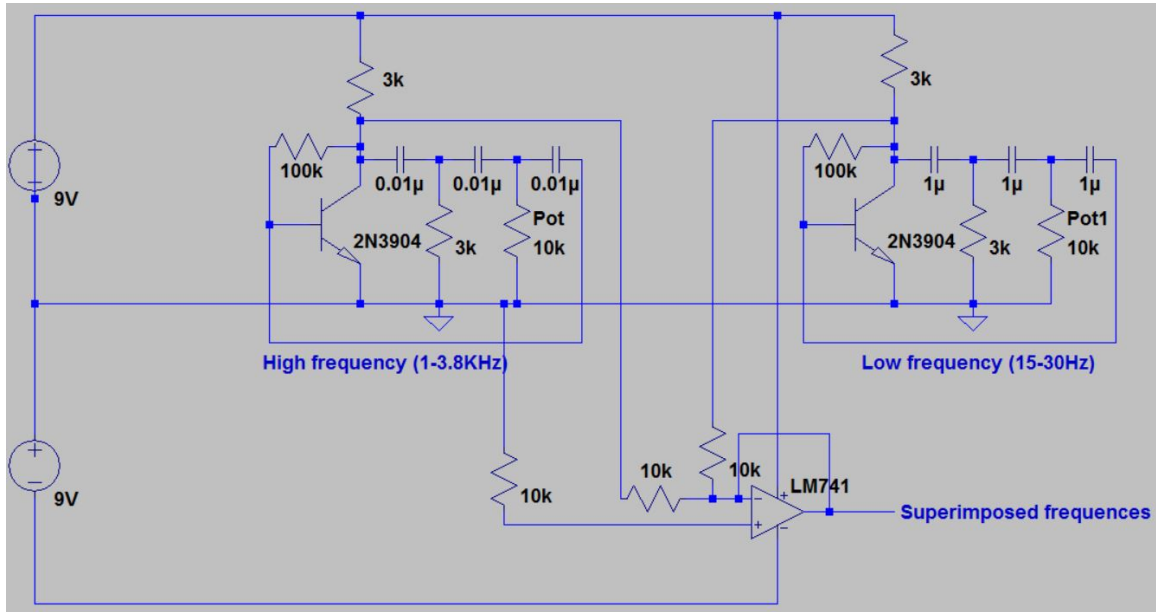 3k
3k
100k
0.01µ
0.01µ
0.01µ
100k
1µ
1µ
1µ
9V
2N3904
3k
Pot
10k
2N3904
3k
Pot1
10k
High frequency (1-3.8KHz)
Low frequency (15-30Hz)
9V
10k
10k
10k
LM741
Superimposed frequences